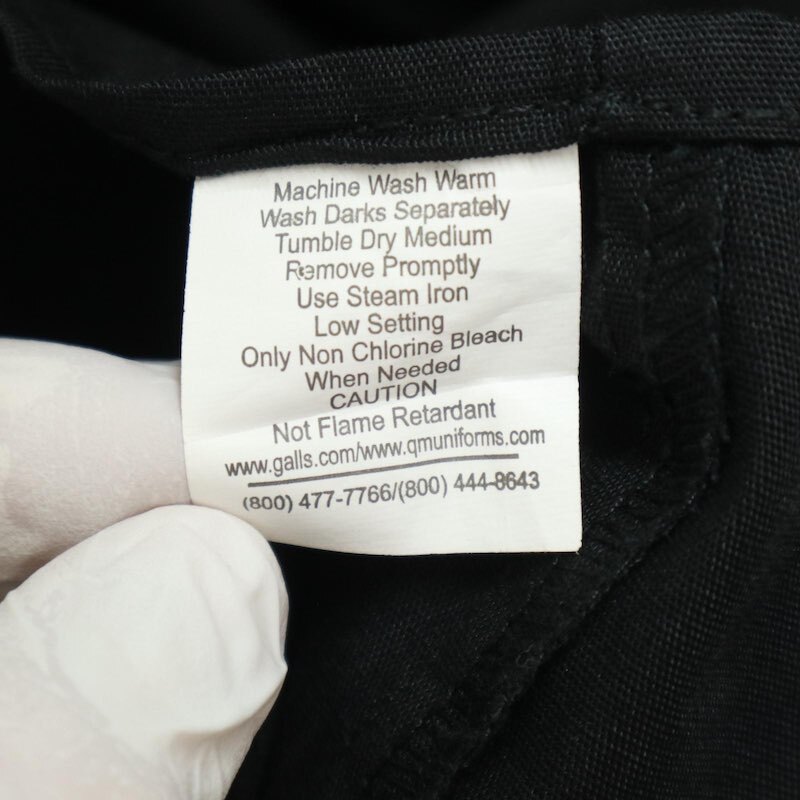 Machine Wash Warm
Wash Darks Separately
Tumble Dry Medium
Remove Promptly
Use Steam Iron
Low Setting
Only Non Chlorine Bleach
When Needed
CAUTION
Not Flame Retardant
www.galls.com/www.qmuniforms.com
(800) 477-7766/(800) 444-8643